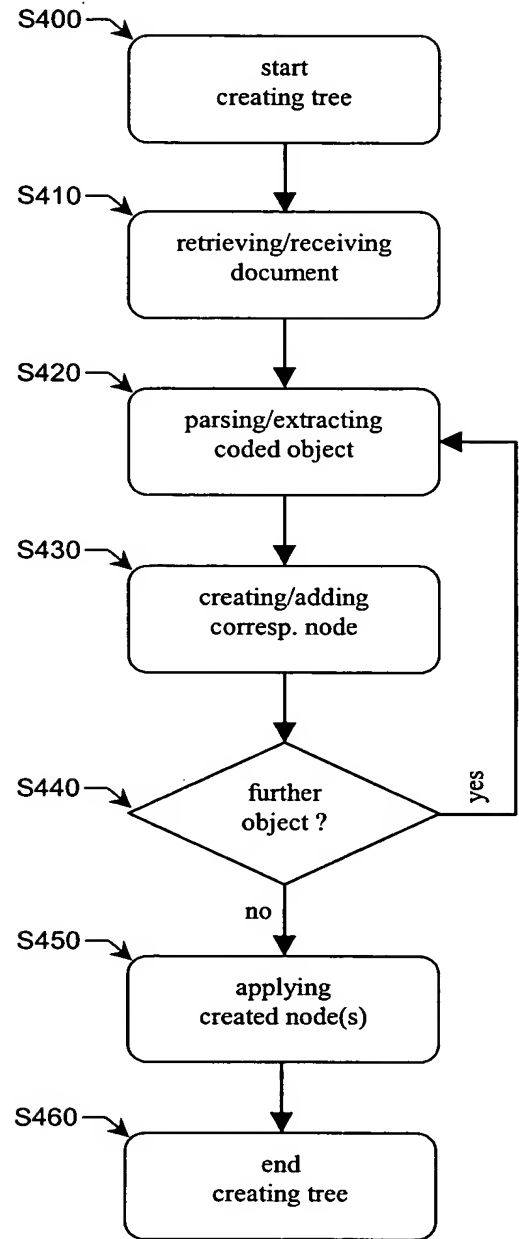 S400
start
creating tree
S410
retrieving/receiving
document
S420
parsing/extracting
coded object
S430
creating/adding
corresp. node
S440
further
object ?
yes
no
S450
applying
created node(s)
S460
end
creating tree